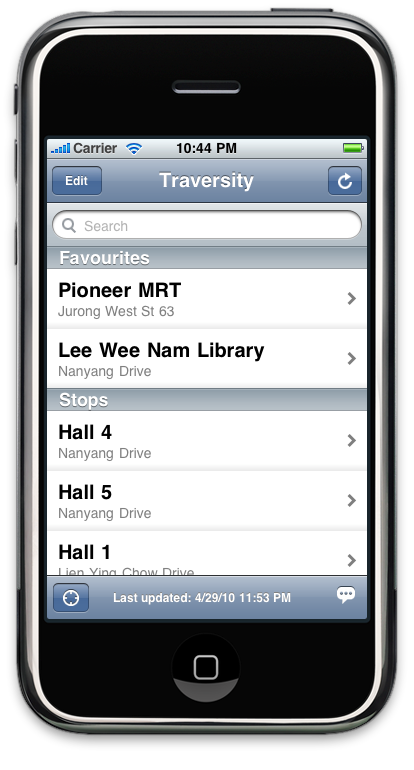 Carrier 10:44 PM
Edit Traversity
Search
Favourites
Pioneer MRT
Jurong West St 63
Lee Wee Nam Library
Nanyang Drive
Stops
Hall 4
Nanyang Drive
Hall 5
Nanyang Drive
Hall 1
Lien Ying Chow Drive
Last updated: 4/29/10 11:53 PM